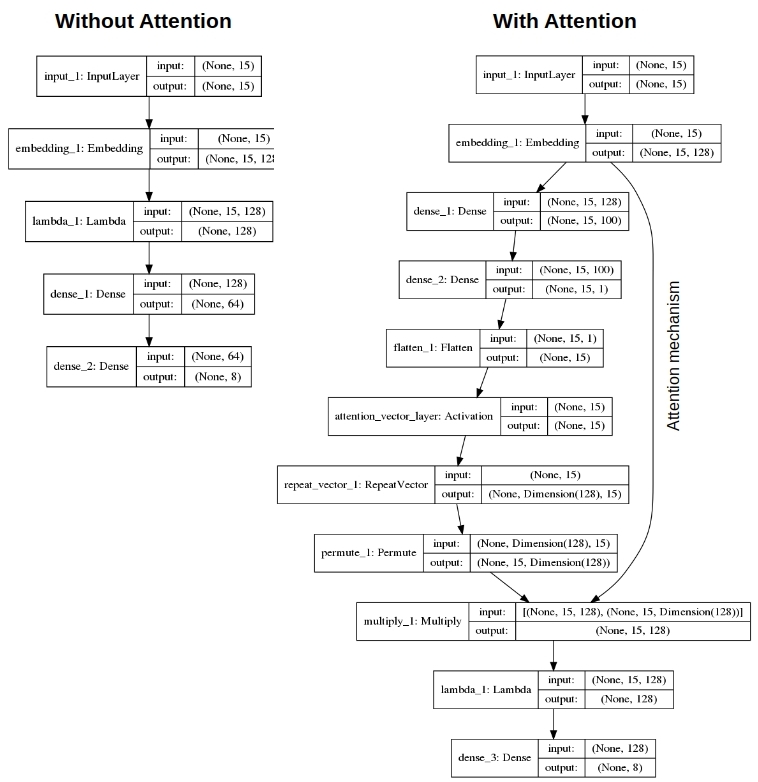 Without Attention
input_1: InputLayer
input: (None, 15)
output: (None, 15)
embedding_1: Embedding
input: (None, 15)
output: (None, 15, 128
lambda_1: Lambda
input: (None, 15, 128)
output: (None, 128)
dense_1: Dense
input: (None, 128)
output: (None, 64)
dense_2: Dense
input: (None, 64)
output: (None, 8)
With Attention
input_1: InputLayer
input: (None, 15)
output: (None, 15)
embedding_1: Embedding
input: (None, 15)
output: (None, 15, 128)
dense_1: Dense
input: (None, 15, 128)
output: (None, 15, 100)
dense_2: Dense
input: (None, 15, 100)
output: (None, 15, 1)
flatten_1: Flatten
input: (None, 15, 1)
output: (None, 15)
attention_vector_layer: Activation
input: (None, 15)
output: (None, 15)
repeat_vector_1: RepeatVector
input: (None, 15)
output: (None, Dimension(128), 15)
permute_1: Permute
input: (None, Dimension(128), 15)
output: (None, 15, Dimension(128))
multiply_1: Multiply
input: [(None, 15, 128), (None, 15, Dimension(128))]
output: (None, 15, 128)
lambda_1: Lambda
input: (None, 15, 128)
output: (None, 128)
dense_3: Dense
input: (None, 128)
output: (None, 8)
Attention mechanism